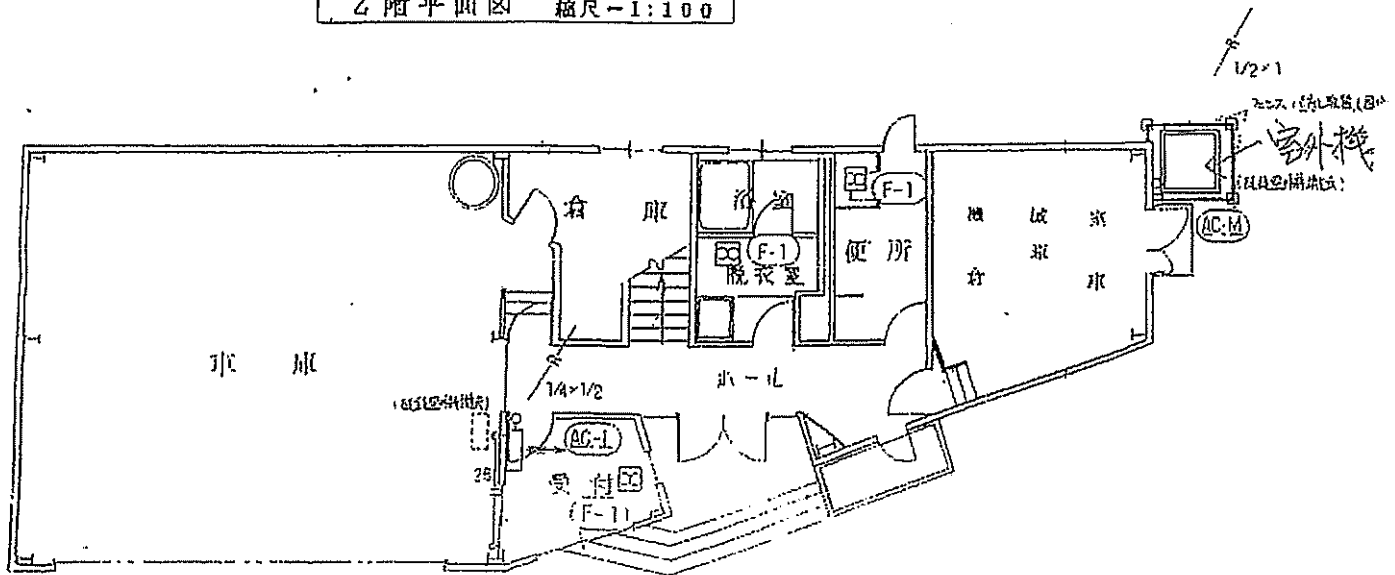 2階平面図 縮尺-1:100
R
1/2×1
室外機
倉 庫
浴室
F-1
F-1
便 所
脱衣室
機 械 室
兼
倉 庫
AC-M
車 庫
R
1/4×1/2
ホール
AC-1
25
受 付
(F-1)